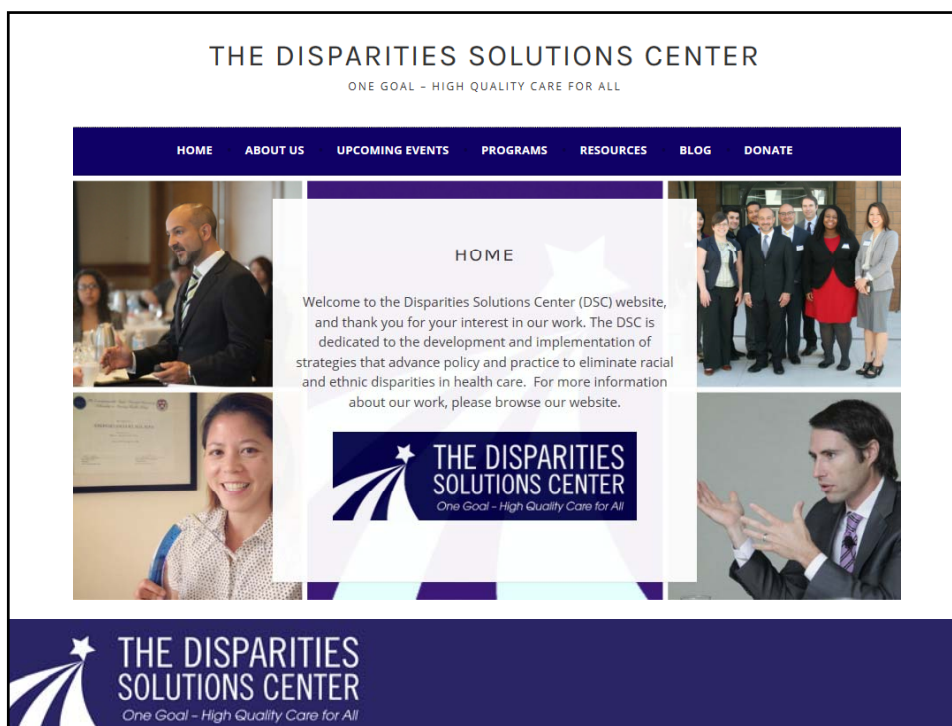 THE DISPARITIES SOLUTIONS CENTER
ONE GOAL – HIGH QUALITY CARE FOR ALL
HOME ABOUT US UPCOMING EVENTS PROGRAMS RESOURCES BLOG DONATE
HOME
Welcome to the Disparities Solutions Center (DSC) website,
and thank you for your interest in our work. The DSC is
dedicated to the development and implementation of
strategies that advance policy and practice to eliminate racial
and ethnic disparities in health care. For more information
about our work, please browse our website.
THE DISPARITIES
SOLUTIONS CENTER
One Goal – High Quality Care for All
THE DISPARITIES
SOLUTIONS CENTER
One Goal – High Quality Care for All